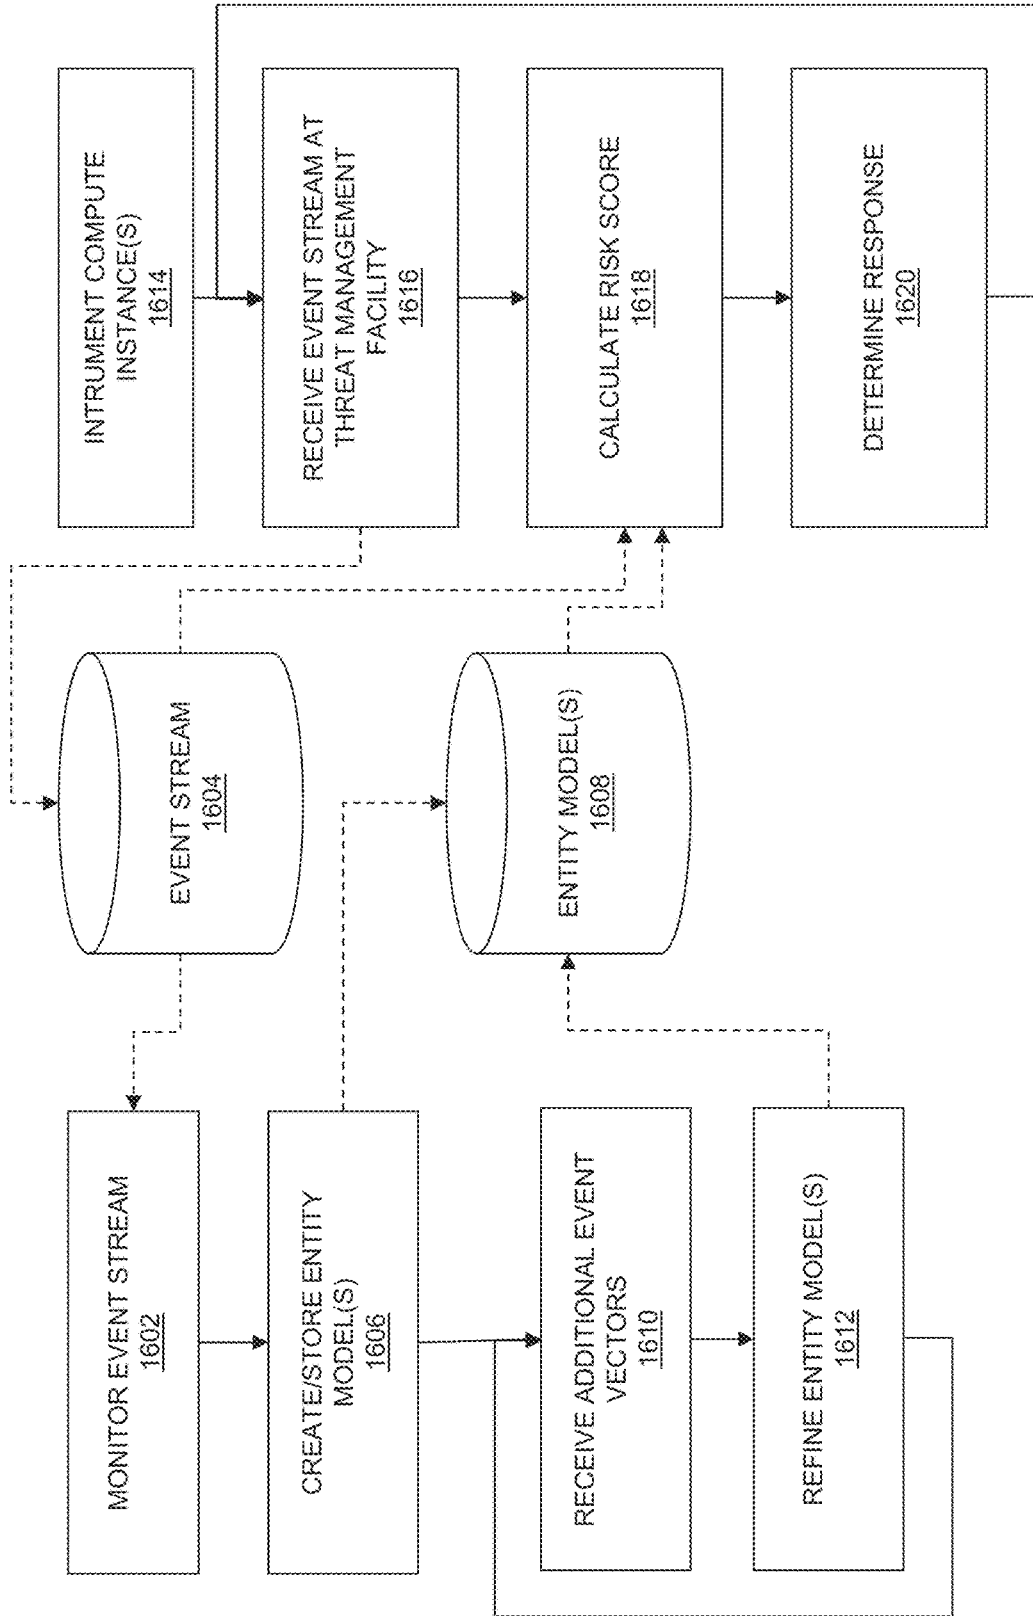 MONITOR EVENT STREAM
1602
CREATE/STORE ENTITY
MODEL(S)
1606
RECEIVE ADDITIONAL EVENT
VECTORS
1610
REFINE ENTITY MODEL(S)
1612
EVENT STREAM
1604
ENTITY MODEL(S)
1608
INTRUMENT COMPUTE
INSTANCE(S)
1614
RECEIVE EVENT STREAM AT
THREAT MANAGEMENT
FACILITY
1616
CALCULATE RISK SCORE
1618
DETERMINE RESPONSE
1620